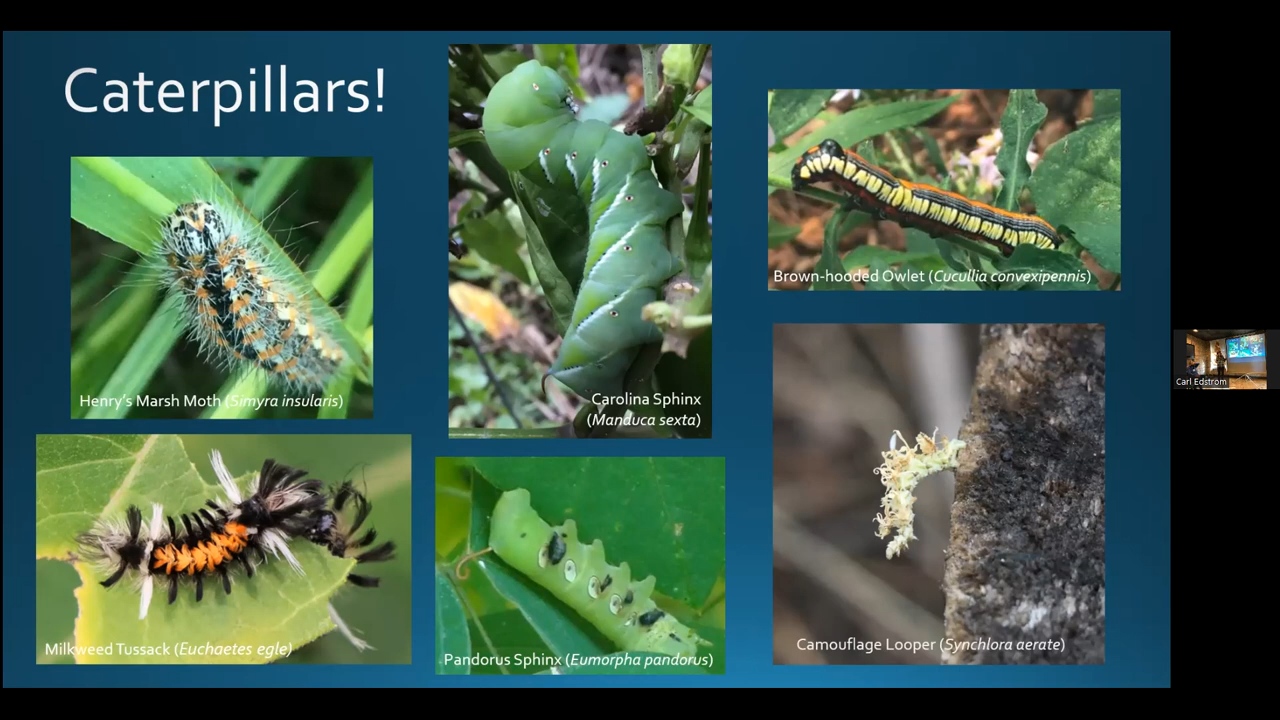 Caterpillars!
Henry's Marsh Moth (Simyra insularis)
Carolina Sphinx
(Manduca sexta)
Brown-hooded Owlet (Cucullia convexipennis)
Milkweed Tussack (Euchaetes egle)
Pandorus Sphinx (Eumorpha pandorus)
Camouflage Looper (Synchlora aerate)
Carl Edstrom